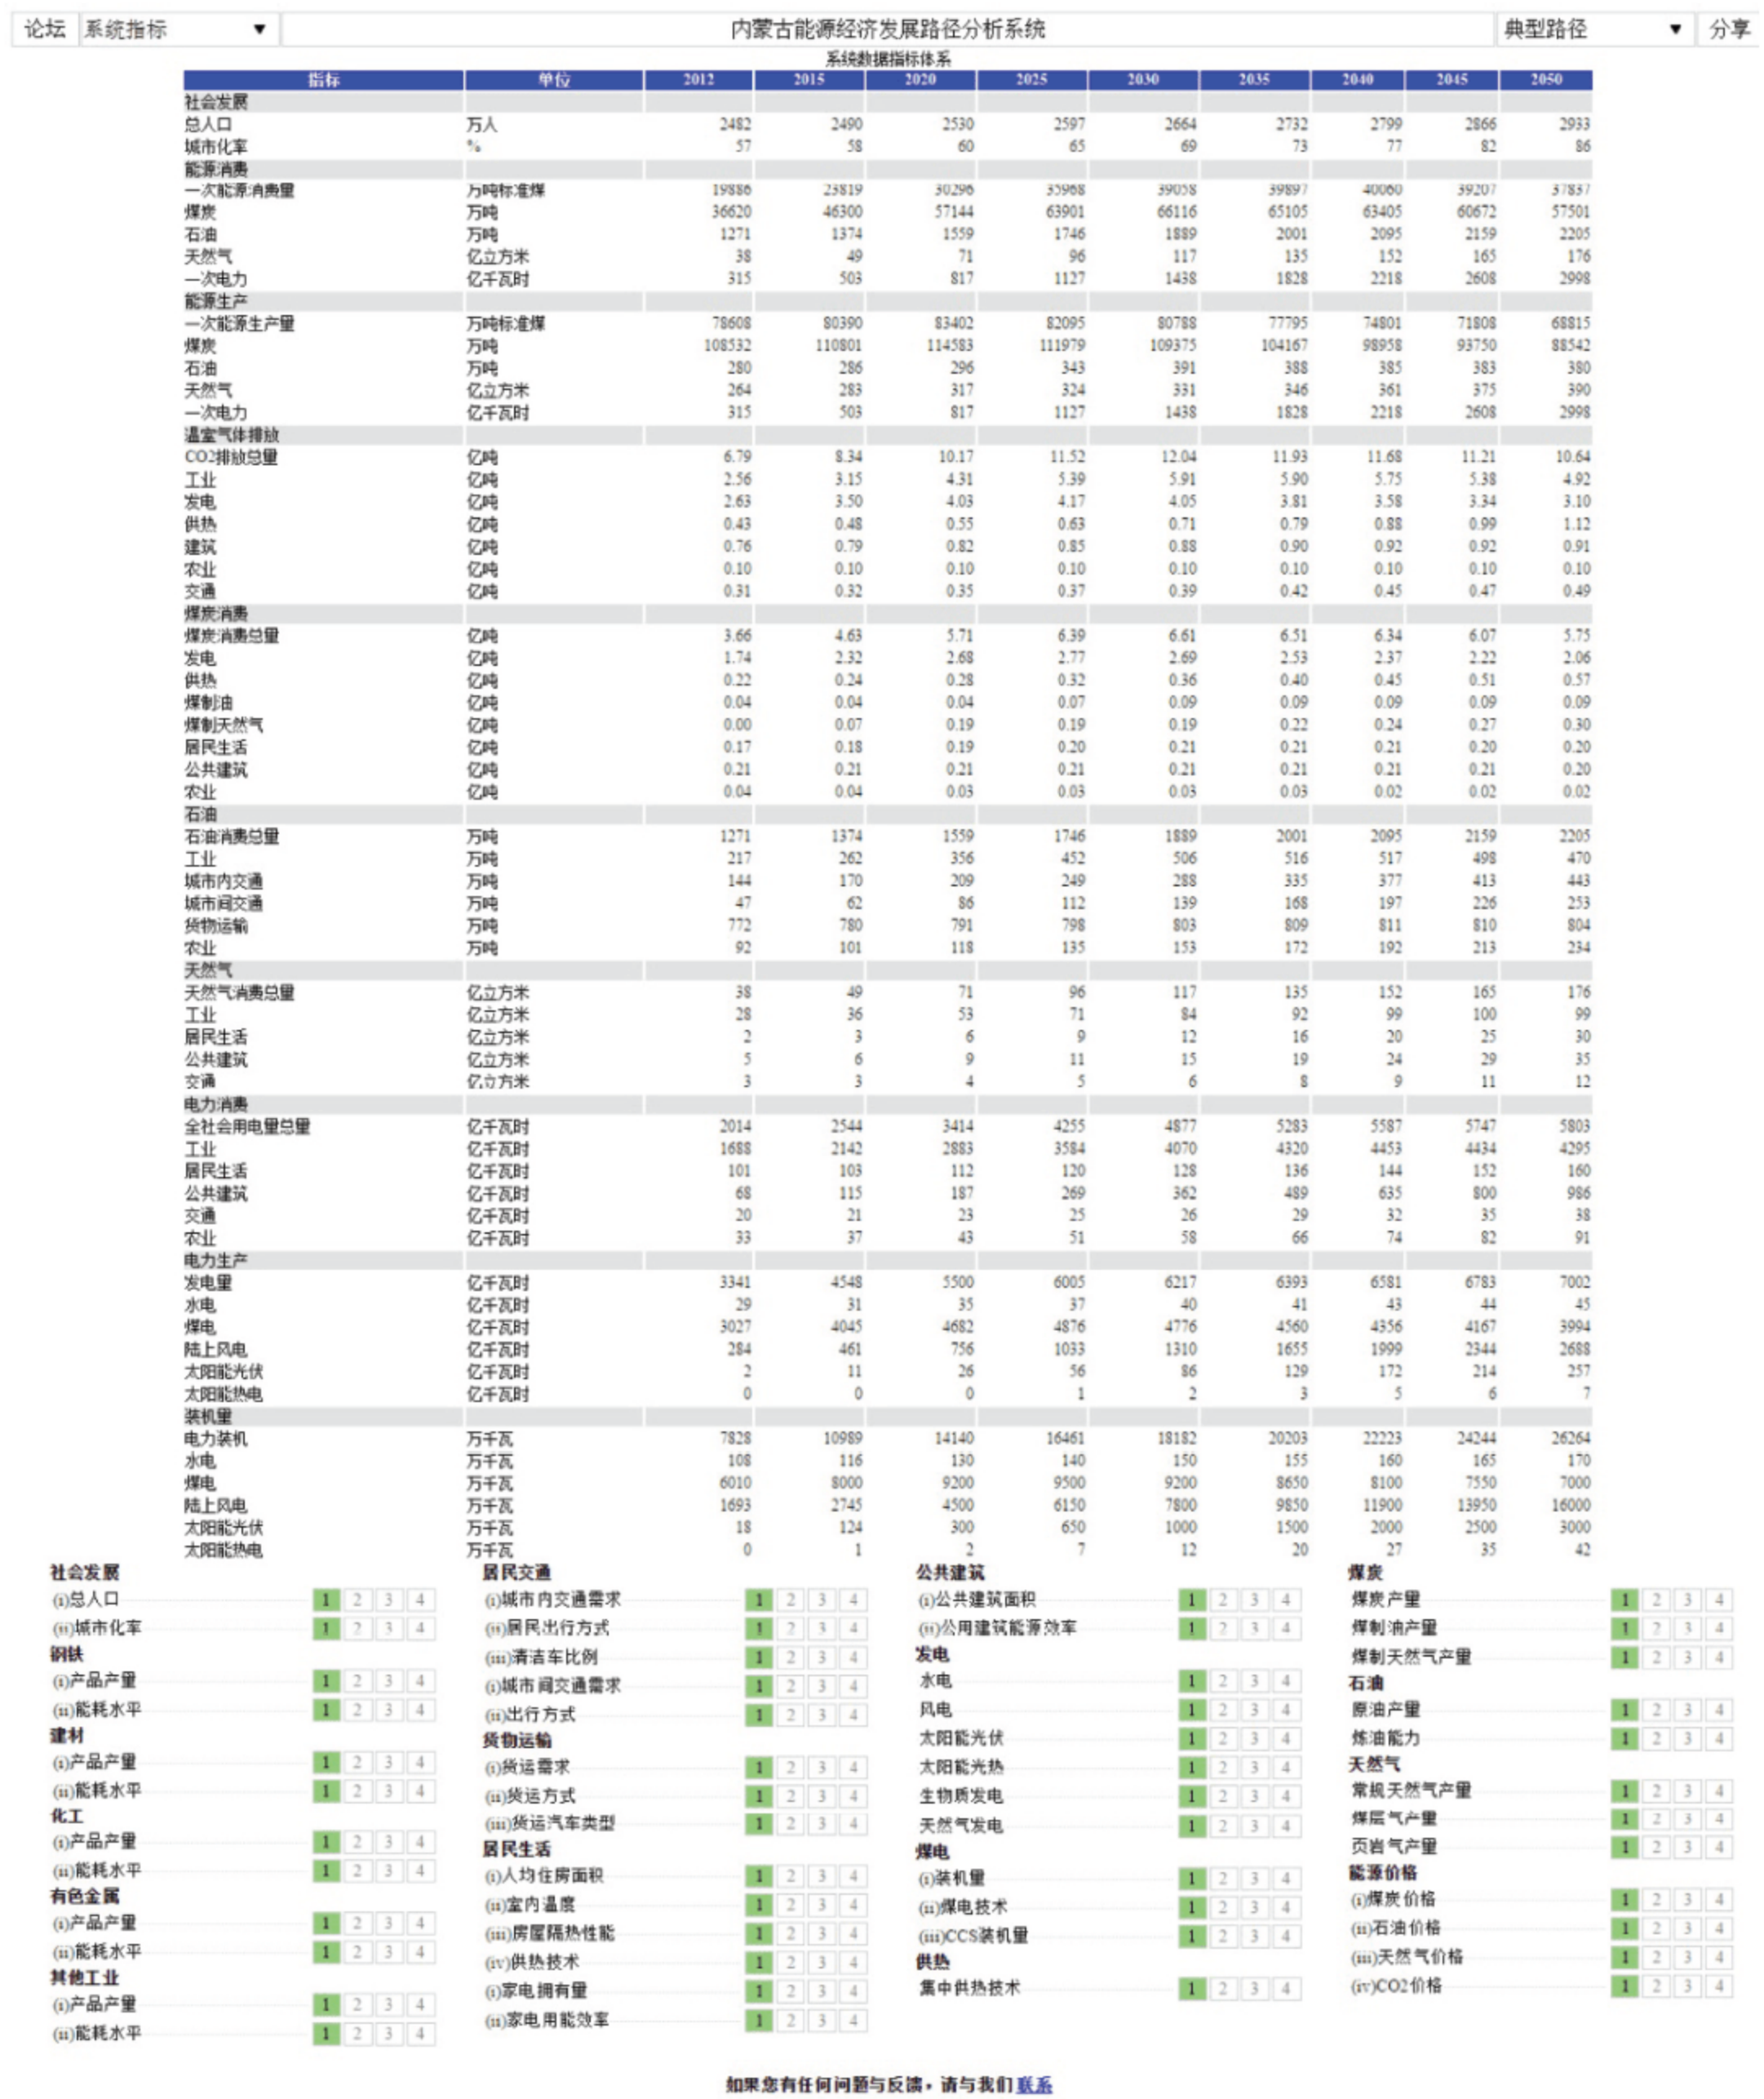 论坛 系统指标 ▼ 内蒙古能源经济发展路径分析系统 典型路径 ▼ 分享
系统数据指标体系
指标 单位 2012 2015 2020 2025 2030 2035 2040 2045 2050
社会发展
总人口 万人 2482 2490 2530 2597 2664 2732 2799 2866 2933
城市化率 % 57 58 60 65 69 73 77 82 86
能源消费
一次能源消费量 万吨标准煤 19886 23819 30296 35968 39058 39897 40060 39207 37837
煤炭 万吨 36620 46300 57144 63901 66116 65105 63405 60672 57501
石油 万吨 1271 1374 1559 1746 1889 2001 2095 2159 2205
天然气 亿立方米 38 49 71 96 117 135 152 165 176
一次电力 亿千瓦时 315 503 817 1127 1438 1828 2218 2608 2998
能源生产
一次能源生产量 万吨标准煤 78608 80390 83402 82095 80788 77795 74801 71808 68815
煤炭 万吨 108532 110801 114583 111979 109375 104167 98958 93750 88542
石油 万吨 280 286 296 343 391 388 385 383 380
天然气 亿立方米 264 283 317 324 331 346 361 375 390
一次电力 亿千瓦时 315 503 817 1127 1438 1828 2218 2608 2998
温室气体排放
CO2排放总量 亿吨 6.79 8.34 10.17 11.52 12.04 11.93 11.68 11.21 10.64
工业 亿吨 2.56 3.15 4.31 5.39 5.91 5.90 5.75 5.38 4.92
发电 亿吨 2.63 3.50 4.03 4.17 4.05 3.81 3.58 3.34 3.10
供热 亿吨 0.43 0.48 0.55 0.63 0.71 0.79 0.88 0.99 1.12
建筑 亿吨 0.76 0.79 0.82 0.85 0.88 0.90 0.92 0.92 0.91
农业 亿吨 0.10 0.10 0.10 0.10 0.10 0.10 0.10 0.10 0.10
交通 亿吨 0.31 0.32 0.35 0.37 0.39 0.42 0.45 0.47 0.49
煤炭消费
煤炭消费总量 亿吨 3.66 4.63 5.71 6.39 6.61 6.51 6.34 6.07 5.75
发电 亿吨 1.74 2.32 2.68 2.77 2.69 2.53 2.37 2.22 2.06
供热 亿吨 0.22 0.24 0.28 0.32 0.36 0.40 0.45 0.51 0.57
煤制油 亿吨 0.04 0.04 0.04 0.07 0.09 0.09 0.09 0.09 0.09
煤制天然气 亿吨 0.00 0.07 0.19 0.19 0.19 0.22 0.24 0.27 0.30
居民生活 亿吨 0.17 0.18 0.19 0.20 0.21 0.21 0.21 0.20 0.20
公共建筑 亿吨 0.21 0.21 0.21 0.21 0.21 0.21 0.21 0.21 0.20
农业 亿吨 0.04 0.04 0.03 0.03 0.03 0.03 0.02 0.02 0.02
石油
石油消费总量 万吨 1271 1374 1559 1746 1889 2001 2095 2159 2205
工业 万吨 217 262 356 452 506 516 517 498 470
城市内交通 万吨 144 170 209 249 288 335 377 413 443
城市间交通 万吨 47 62 86 112 139 168 197 226 253
货物运输 万吨 772 780 791 798 803 809 811 810 804
农业 万吨 92 101 118 135 153 172 192 213 234
天然气
天然气消费总量 亿立方米 38 49 71 96 117 135 152 165 176
工业 亿立方米 28 36 53 71 84 92 99 100 99
居民生活 亿立方米 2 3 6 9 12 16 20 25 30
公共建筑 亿立方米 5 6 9 11 15 19 24 29 35
交通 亿立方米 3 3 4 5 6 8 9 11 12
电力消费
全社会用电量总量 亿千瓦时 2014 2544 3414 4255 4877 5283 5587 5747 5803
工业 亿千瓦时 1688 2142 2883 3584 4070 4320 4453 4434 4295
居民生活 亿千瓦时 101 103 112 120 128 136 144 152 160
公共建筑 亿千瓦时 68 115 187 269 362 489 635 800 986
交通 亿千瓦时 20 21 23 25 26 29 32 35 38
农业 亿千瓦时 33 37 43 51 58 66 74 82 91
电力生产
发电量 亿千瓦时 3341 4548 5500 6005 6217 6393 6581 6783 7002
水电 亿千瓦时 29 31 35 37 40 41 43 44 45
煤电 亿千瓦时 3027 4045 4682 4876 4776 4560 4356 4167 3994
陆上风电 亿千瓦时 284 461 756 1033 1310 1655 1999 2344 2688
太阳能光伏 亿千瓦时 2 11 26 56 86 129 172 214 257
太阳能热电 亿千瓦时 0 0 0 1 2 3 5 6 7
装机量
电力装机 万千瓦 7828 10989 14140 16461 18182 20203 22223 24244 26264
水电 万千瓦 108 116 130 140 150 155 160 165 170
煤电 万千瓦 6010 8000 9200 9500 9200 8650 8100 7550 7000
陆上风电 万千瓦 1693 2745 4500 6150 7800 9850 11900 13950 16000
太阳能光伏 万千瓦 18 124 300 650 1000 1500 2000 2500 3000
太阳能热电 万千瓦 0 1 2 7 12 20 27 35 42
社会发展
(i)总人口 1 2 3 4
(ii)城市化率 1 2 3 4
钢铁
(i)产品产量 1 2 3 4
(ii)能耗水平 1 2 3 4
建材
(i)产品产量 1 2 3 4
(ii)能耗水平 1 2 3 4
化工
(i)产品产量 1 2 3 4
(ii)能耗水平 1 2 3 4
有色金属
(i)产品产量 1 2 3 4
(ii)能耗水平 1 2 3 4
其他工业
(i)产品产量 1 2 3 4
(ii)能耗水平 1 2 3 4
居民交通
(i)城市内交通需求 1 2 3 4
(ii)居民出行方式 1 2 3 4
(iii)清洁车比例 1 2 3 4
(i)城市间交通需求 1 2 3 4
(ii)出行方式 1 2 3 4
货物运输
(i)货运需求 1 2 3 4
(ii)货运方式 1 2 3 4
(iii)货运汽车类型 1 2 3 4
居民生活
(i)人均住房面积 1 2 3 4
(ii)室内温度 1 2 3 4
(iii)房屋隔热性能 1 2 3 4
(iv)供热技术 1 2 3 4
(i)家电拥有量 1 2 3 4
(ii)家电用能效率 1 2 3 4
公共建筑
(i)公共建筑面积 1 2 3 4
(ii)公用建筑能源效率 1 2 3 4
发电
水电 1 2 3 4
风电 1 2 3 4
太阳能光伏 1 2 3 4
太阳能光热 1 2 3 4
生物质发电 1 2 3 4
天然气发电 1 2 3 4
煤电
(i)装机量 1 2 3 4
(ii)煤电技术 1 2 3 4
(iii)CCS装机量 1 2 3 4
供热
集中供热技术 1 2 3 4
煤炭
煤炭产量 1 2 3 4
煤制油产量 1 2 3 4
煤制天然气产量 1 2 3 4
石油
原油产量 1 2 3 4
炼油能力 1 2 3 4
天然气
常规天然气产量 1 2 3 4
煤层气产量 1 2 3 4
页岩气产量 1 2 3 4
能源价格
(i)煤炭价格 1 2 3 4
(ii)石油价格 1 2 3 4
(iii)天然气价格 1 2 3 4
(iv)CO2价格 1 2 3 4
如果您有任何问题与反馈，请与我们联系